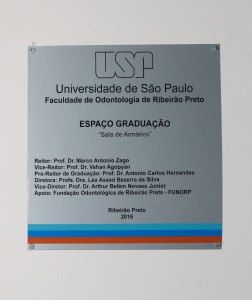 USP
Universidade de São Paulo
Faculdade de Odontologia de Ribeirão Preto
ESPAÇO GRADUAÇÃO
"Sala de Armários"
Reitor: Prof. Dr. Marco Antonio Zago
Vice-Reitor: Prof. Dr. Vahan Agopyan
Pró-Reitor de Graduação: Prof. Dr. Antonio Carlos Hernandes
Diretora: Profa. Dra. Léa Assed Bezerra da Silva
Vice-Diretor: Prof. Dr. Arthur Belém Novaes Junior
Apoio: Fundação Odontológica de Ribeirão Preto - FUNORP
Ribeirão Preto
2016